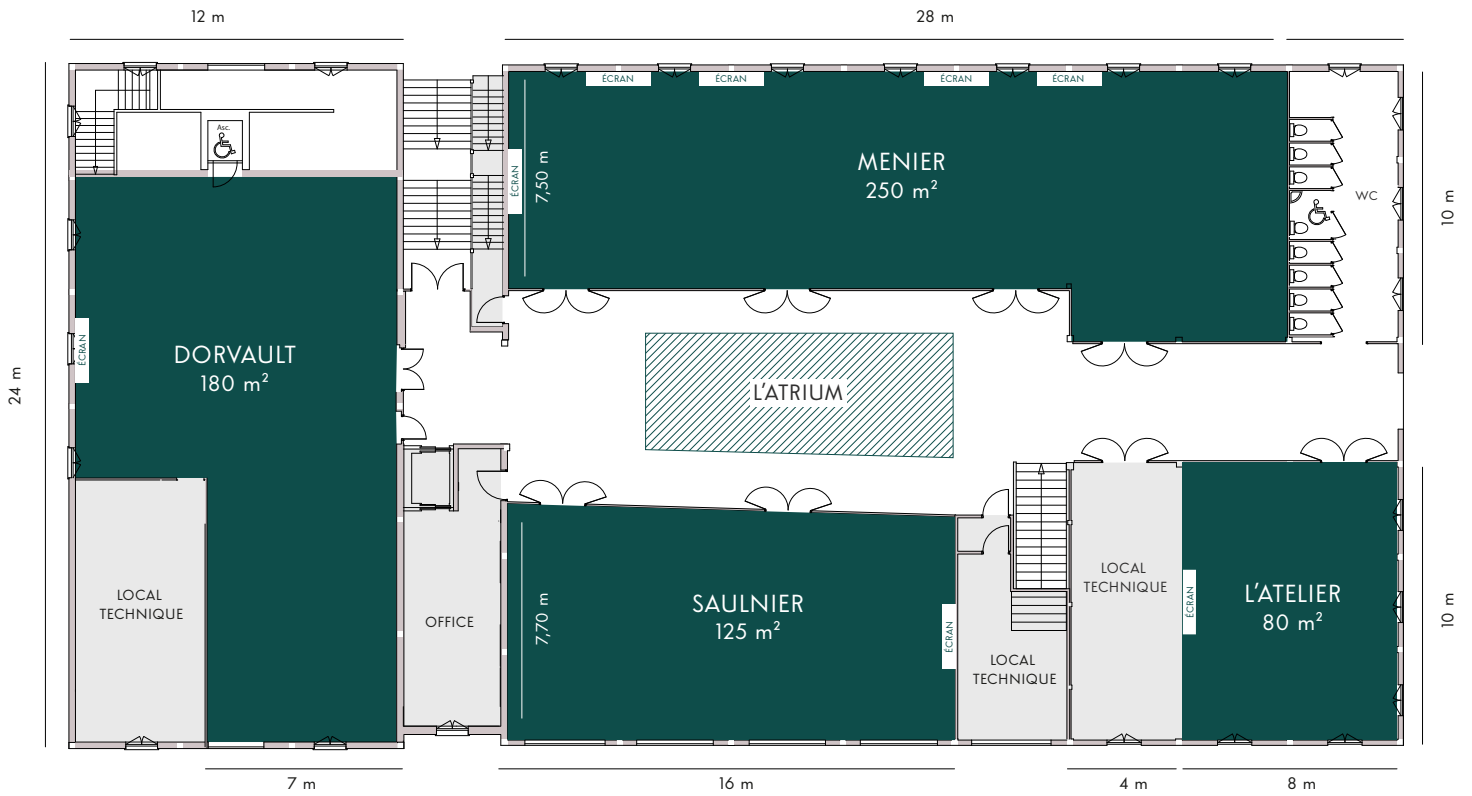 12 m
28 m
ÉCRAN
ÉCRAN
ÉCRAN
ÉCRAN
Asc.
ÉCRAN
7,50 m
MENIER
250 m²
WC
10 m
24 m
ÉCRAN
DORVAULT
180 m²
L'ATRIUM
LOCAL
TECHNIQUE
OFFICE
7,70 m
SAULNIER
125 m²
ÉCRAN
LOCAL
TECHNIQUE
LOCAL
TECHNIQUE
ÉCRAN
L'ATELIER
80 m²
10 m
7 m
16 m
4 m
8 m